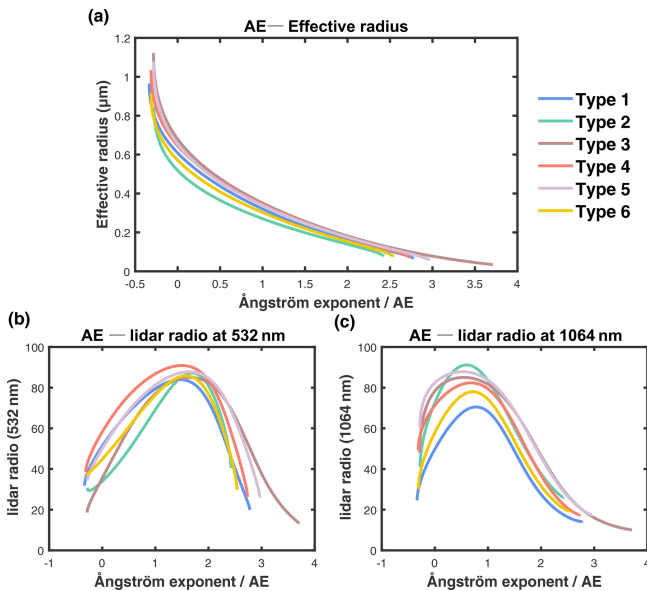 (a)
AE — Effective radius
1.2
1
0.8
0.6
0.4
0.2
0
Effective radius (μm)
-0.5 0 0.5 1 1.5 2 2.5 3 3.5 4
Ångström exponent / AE
Type 1
Type 2
Type 3
Type 4
Type 5
Type 6
(b)
AE — lidar radio at 532 nm
100
80
60
40
20
0
lidar radio (532 nm)
-1 0 1 2 3 4
Ångström exponent / AE
(c)
AE — lidar radio at 1064 nm
100
80
60
40
20
0
lidar radio (1064 nm)
-1 0 1 2 3 4
Ångström exponent / AE